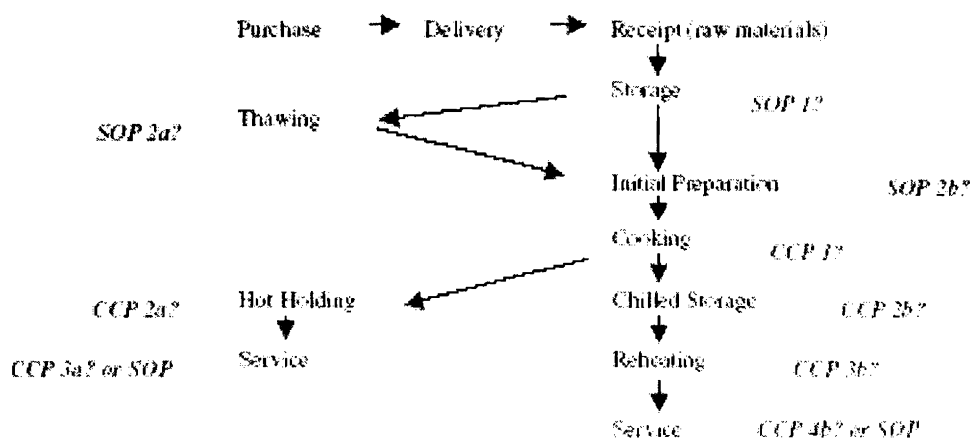 Purchase Delivery Receipt (raw materials)
Storage
SOP 1?
Thawing
SOP 2a?
Initial Preparation
SOP 2b?
Cooking
CCP 1?
CCP 2a? Hot Holding Chilled Storage CCP 2b?
CCP 3a? or SOP Service Reheating CCP 3b?
Service CCP 4b? or SOP